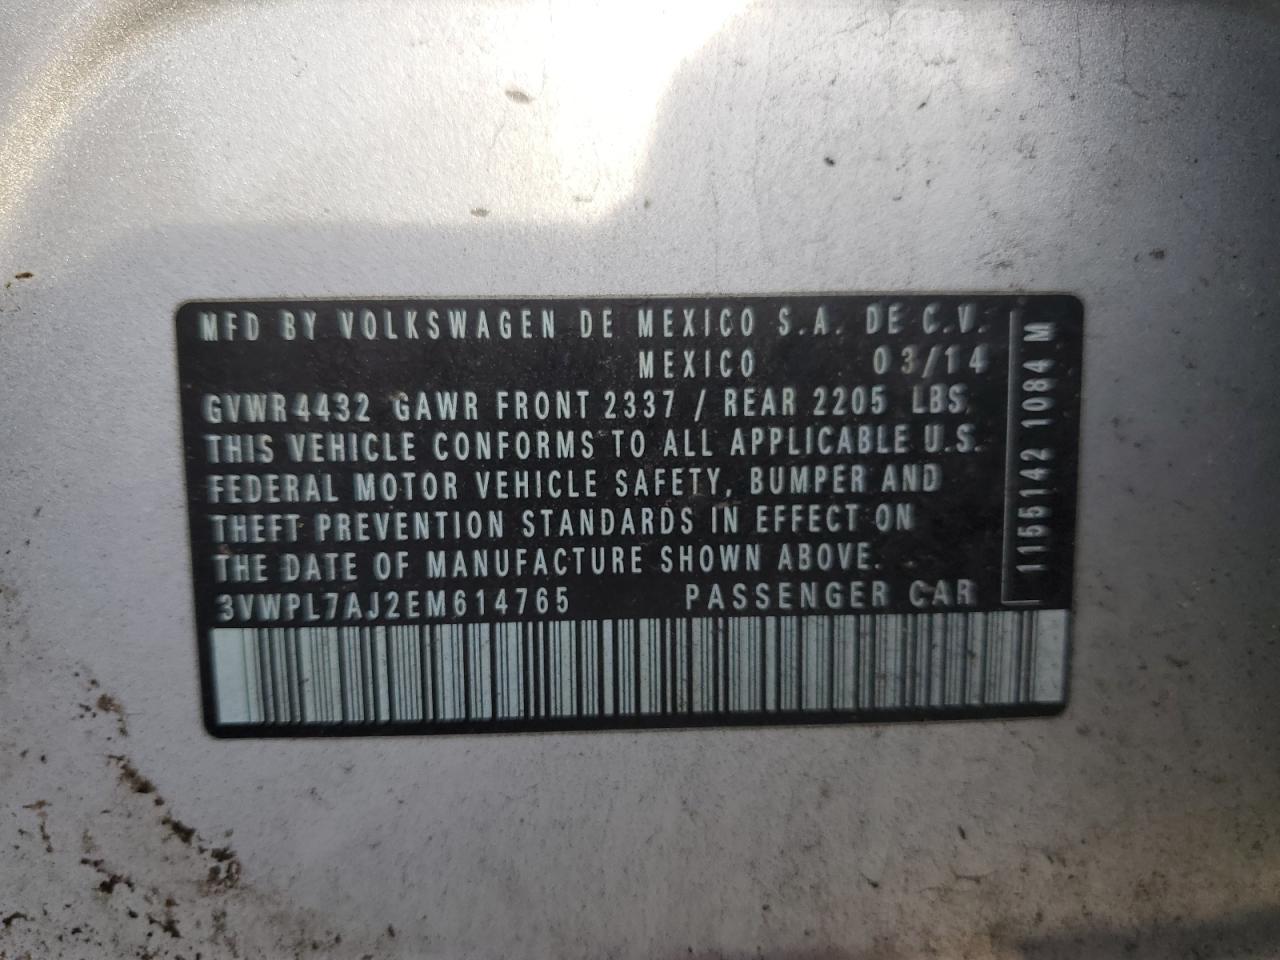 MFD BY VOLKSWAGEN DE MEXICO S.A. DE C.V.
MEXICO 03/14
GVWR4432 GAWR FRONT 2337 / REAR 2205 LBS.
THIS VEHICLE CONFORMS TO ALL APPLICABLE U.S.
FEDERAL MOTOR VEHICLE SAFETY, BUMPER AND
THEFT PREVENTION STANDARDS IN EFFECT ON
THE DATE OF MANUFACTURE SHOWN ABOVE.
3VWPL7AJ2EM614765 PASSENGER CAR
1155142 1084 M